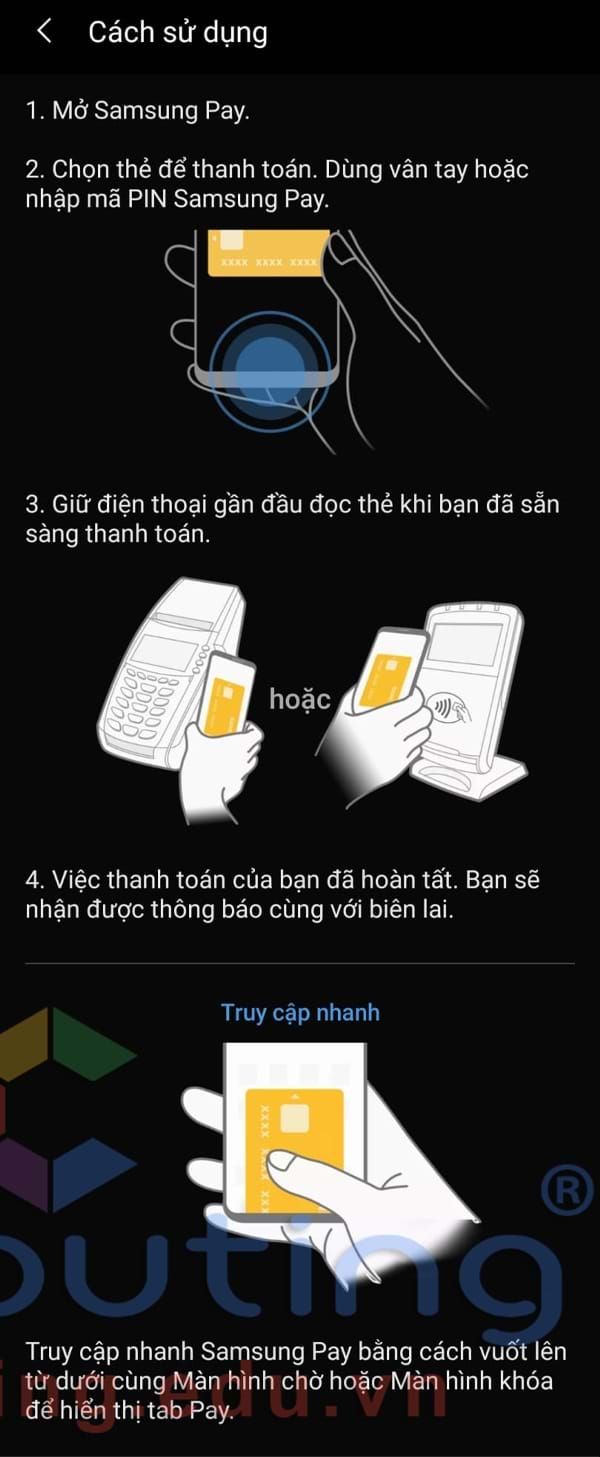 Cách sử dụng
1. Mở Samsung Pay.
2. Chọn thẻ để thanh toán. Dùng vân tay hoặc
nhập mã PIN Samsung Pay.
XXXX XXXX XXXX
3. Giữ điện thoại gần đầu đọc thẻ khi bạn đã sẵn
sàng thanh toán.
hoặc
4. Việc thanh toán của bạn đã hoàn tất. Bạn sẽ
nhận được thông báo cùng với biên lai.
Truy cập nhanh
XXXX XXXX XXX
®
outing
Truy cập nhanh Samsung Pay bằng cách vuốt lên
từ dưới cùng Màn hình chờ hoặc Màn hình khóa
để hiển thị tab Pay.
ing.edu.vn